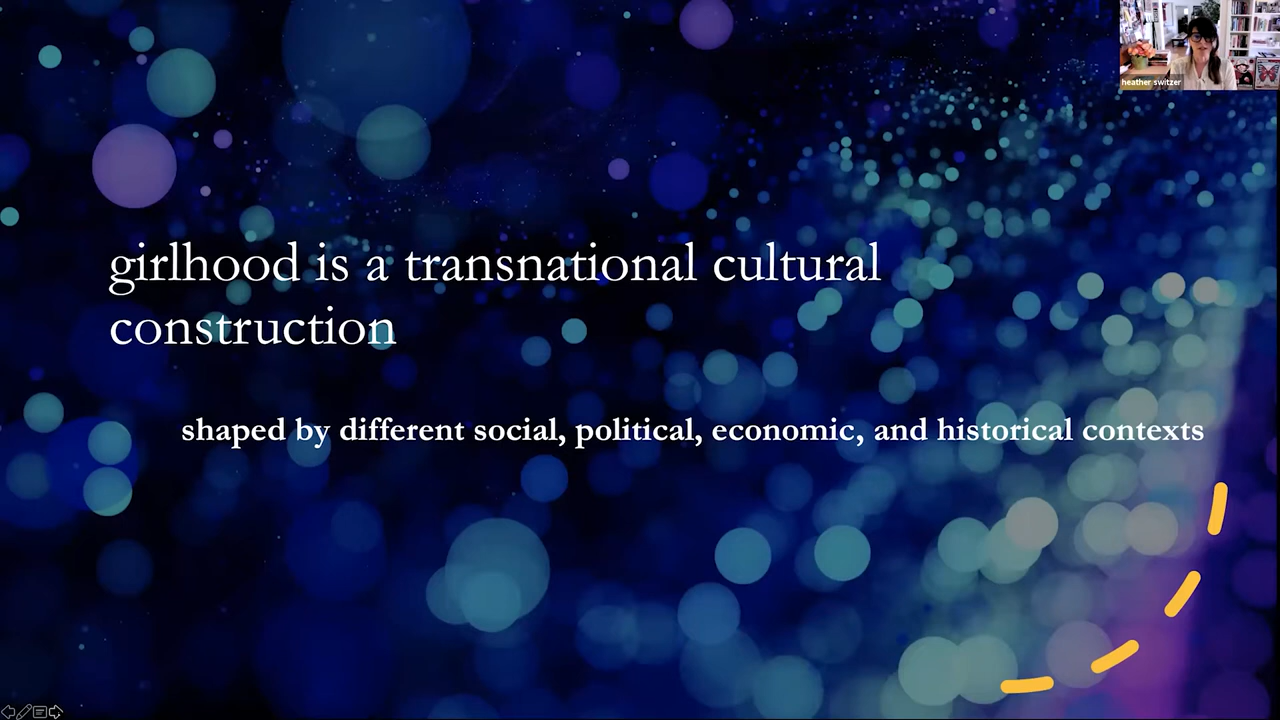 heather switzer
girlhood is a transnational cultural
construction
shaped by different social, political, economic, and historical contexts